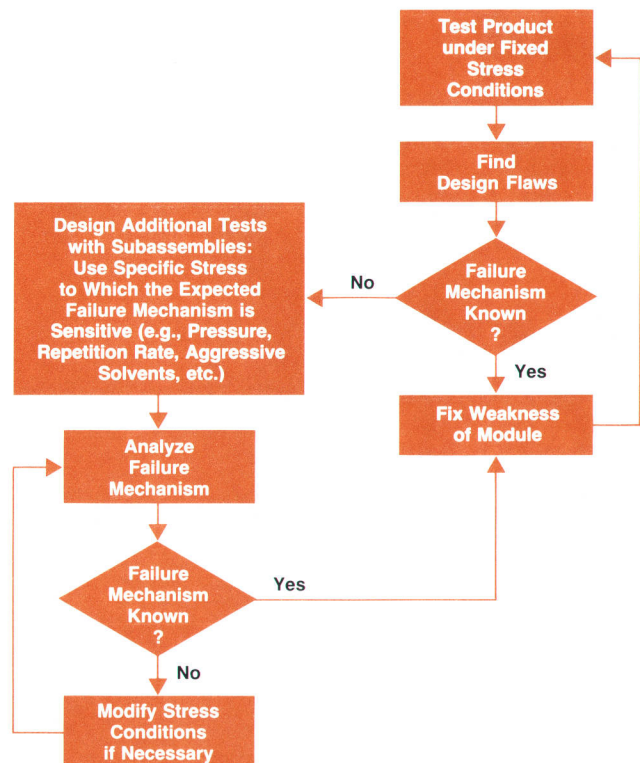 Test Product
under Fixed
Stress
Conditions
Find
Design Flaws
Failure
Mechanism
Known
?
No
Yes
Design Additional Tests
with Subassemblies:
Use Specific Stress
to Which the Expected
Failure Mechanism is
Sensitive (e.g., Pressure,
Repetition Rate, Aggressive
Solvents, etc.)
Fix Weakness
of Module
Analyze
Failure
Mechanism
Failure
Mechanism
Known
?
Yes
No
Modify Stress
Conditions
if Necessary